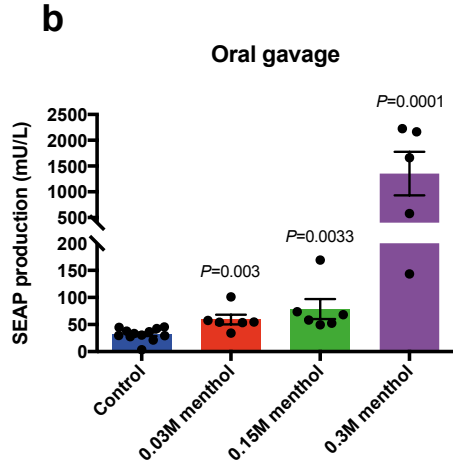 b
Oral gavage
SEAP production (mU/L)
2500
2000
1500
1000
500
200
150
100
50
0
P=0.003
P=0.0033
P=0.0001
Control
0.03M menthol
0.15M menthol
0.3M menthol